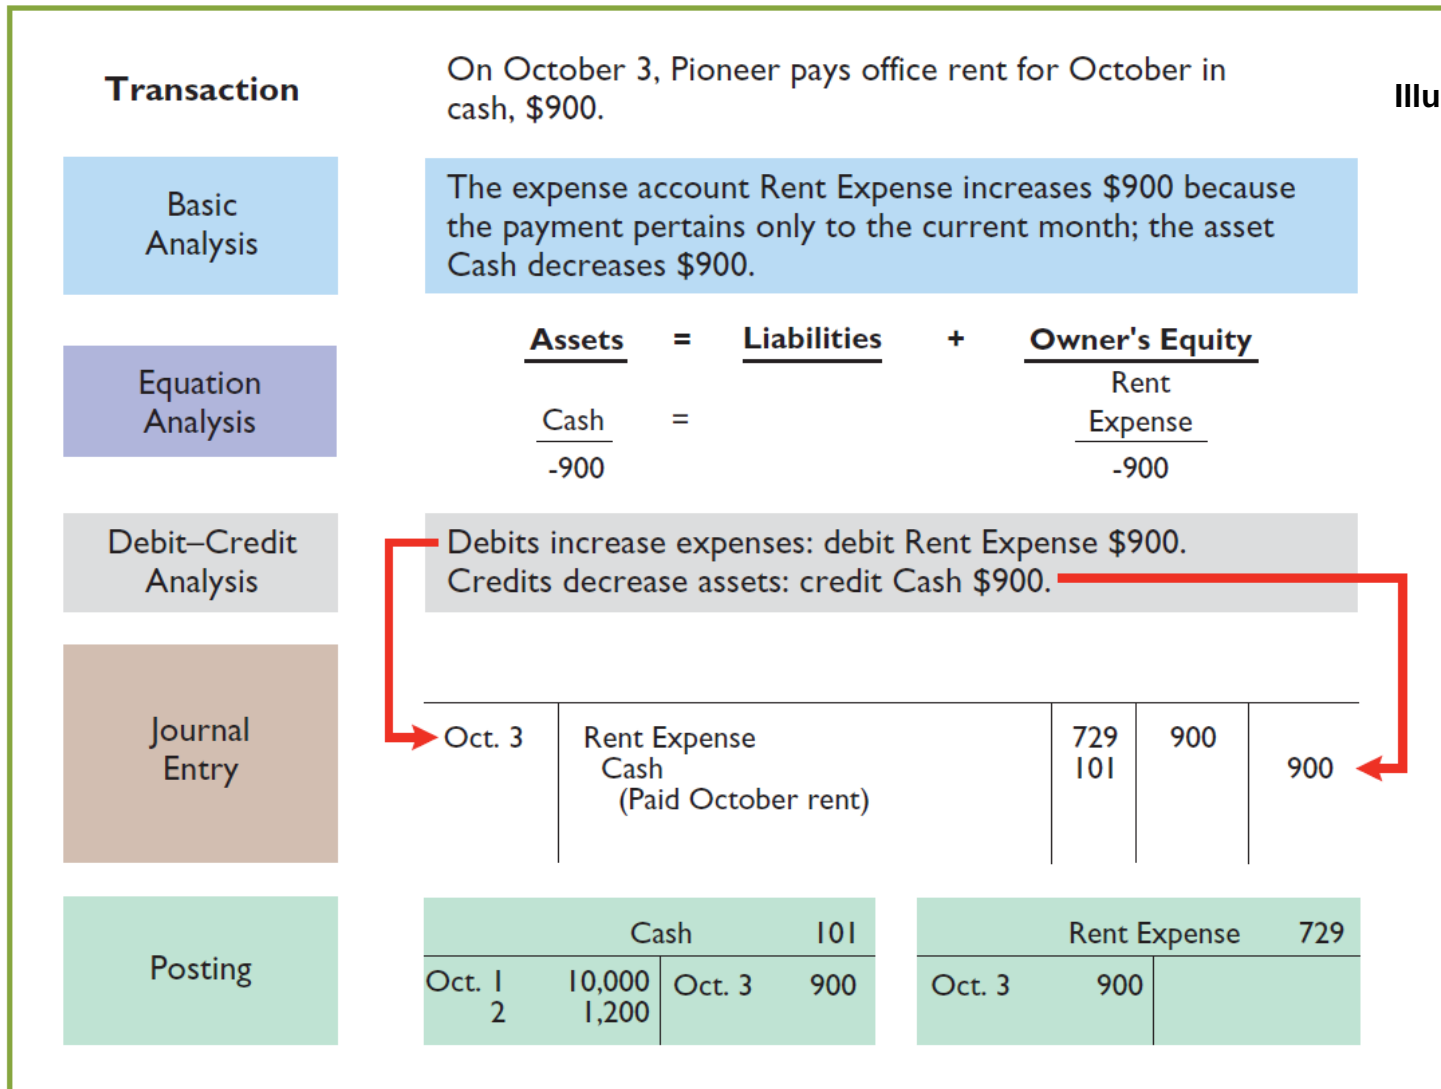 Transaction
On October 3, Pioneer pays office rent for October in
cash, $900.
Illu
Basic
Analysis
The expense account Rent Expense increases $900 because
the payment pertains only to the current month; the asset
Cash decreases $900.
Equation
Analysis
Assets = Liabilities + Owner's Equity
Rent
Cash = Expense
-900 -900
Debit–Credit
Analysis
Debits increase expenses: debit Rent Expense $900.
Credits decrease assets: credit Cash $900.
Journal
Entry
Oct. 3 Rent Expense 729 900
Cash 101 900
(Paid October rent)
Posting
Cash 101
Oct. 1 10,000 Oct. 3 900
2 1,200
Rent Expense 729
Oct. 3 900